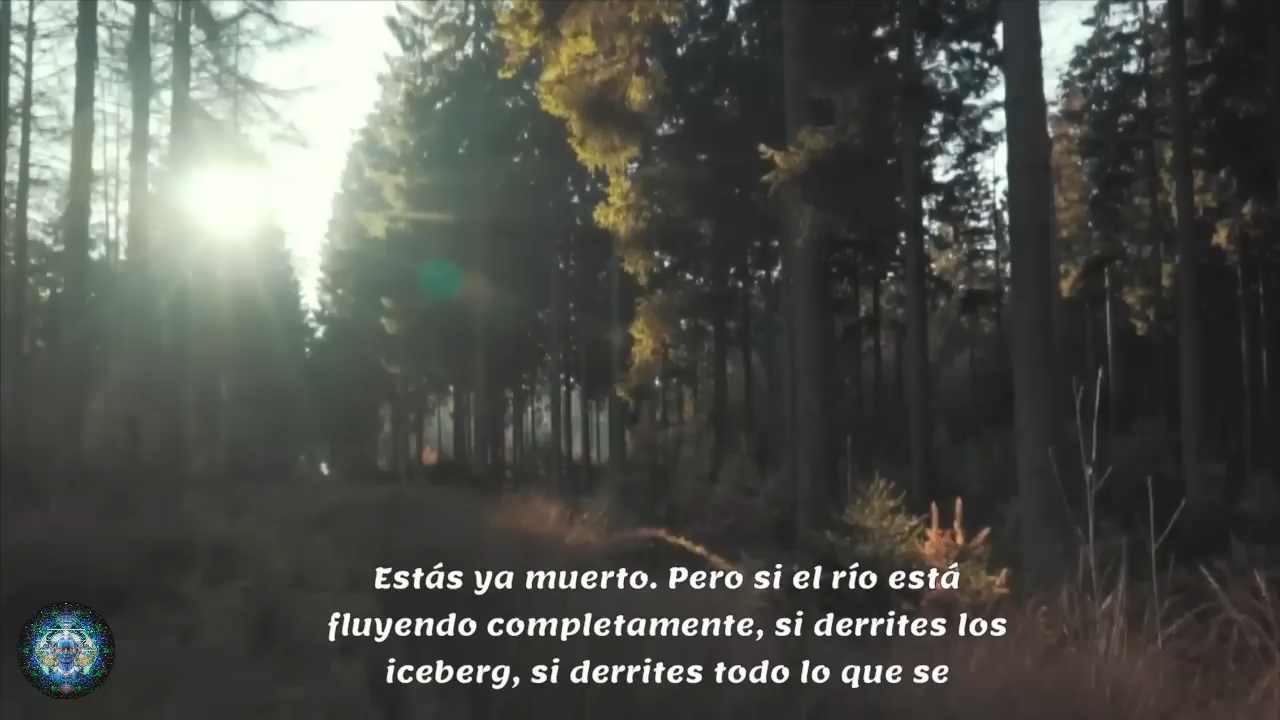 Estás ya muerto. Pero si el río está
fluyendo completamente, si derrites los
iceberg, si derrites todo lo que se